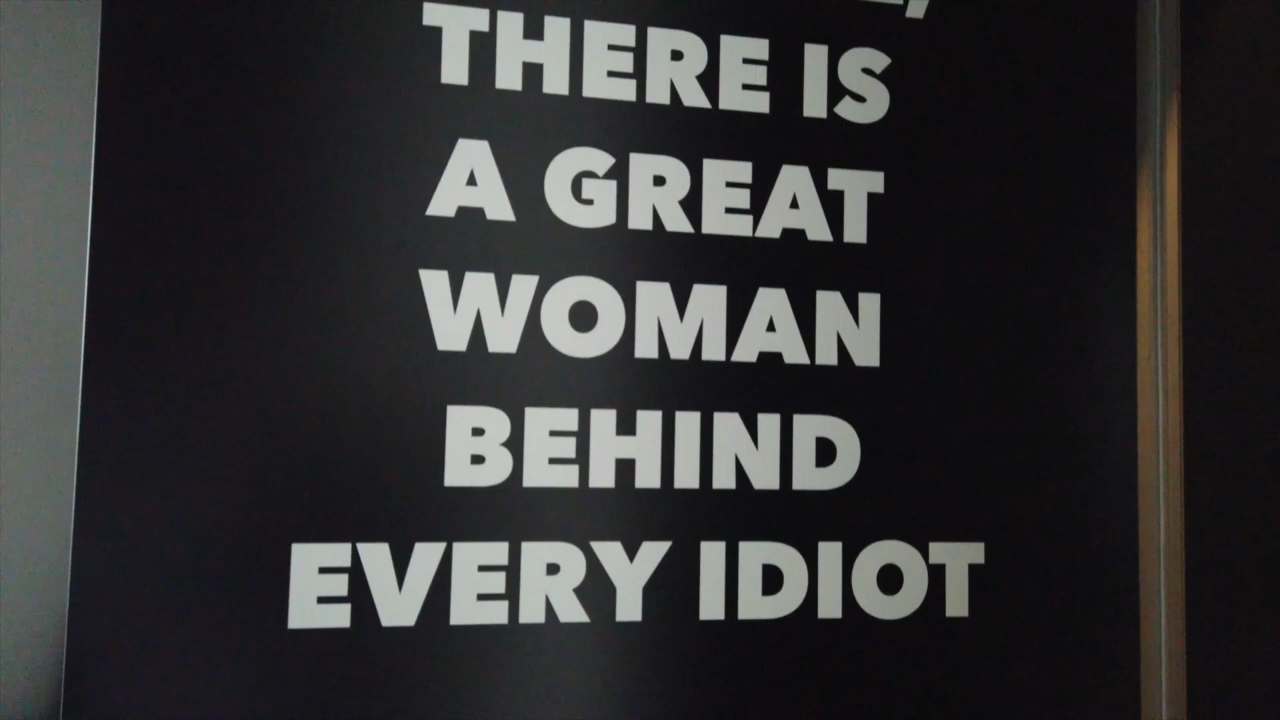 THERE IS
A GREAT
WOMAN
BEHIND
EVERY IDIOT